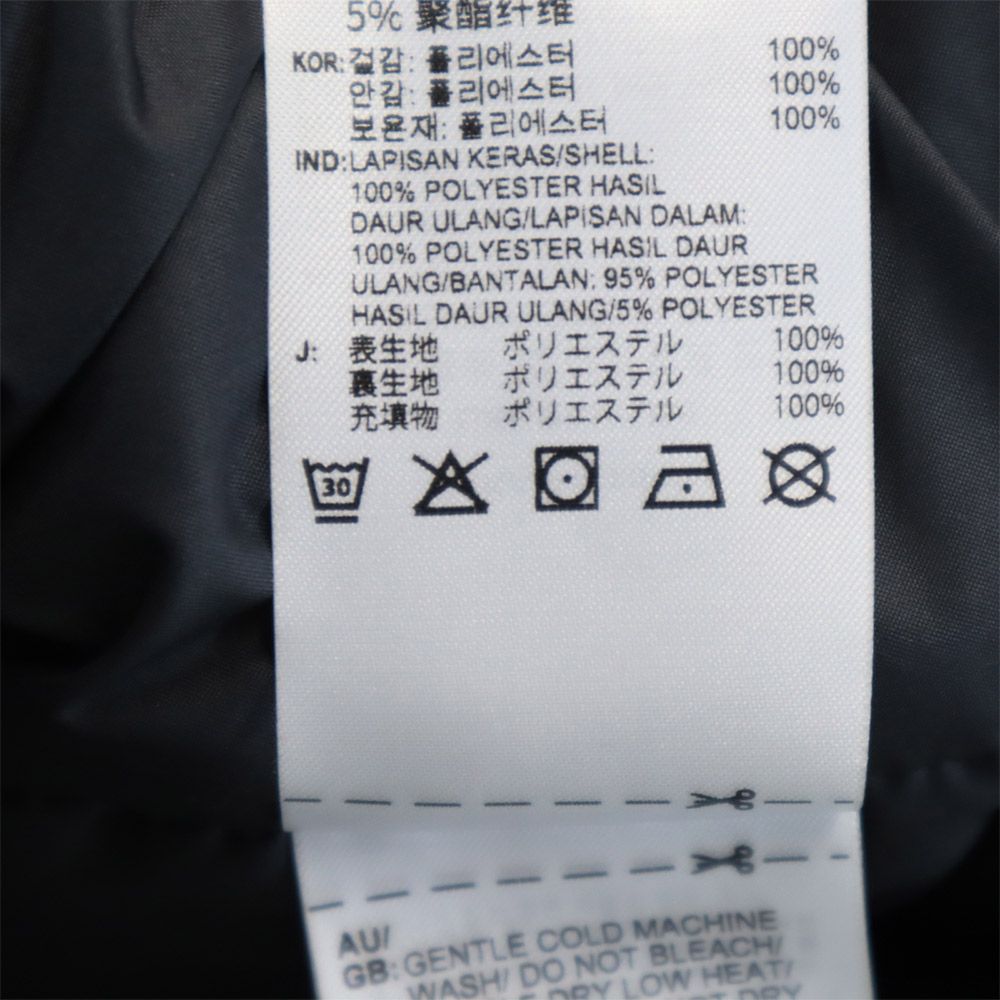 5% 聚酯纤维
KOR: 겉감: 폴리에스터 100%
안감: 폴리에스터 100%
보온재: 폴리에스터 100%
IND: LAPISAN KERAS/SHELL:
100% POLYESTER HASIL
DAUR ULANG/LAPISAN DALAM:
100% POLYESTER HASIL DAUR
ULANG/BANTALAN: 95% POLYESTER
HASIL DAUR ULANG/5% POLYESTER
J: 表生地 ポリエステル 100%
裏生地 ポリエステル 100%
充填物 ポリエステル 100%
30
AU/
GB: GENTLE COLD MACHINE
WASH/ DO NOT BLEACH/
DRY LOW HEAT/
DRY